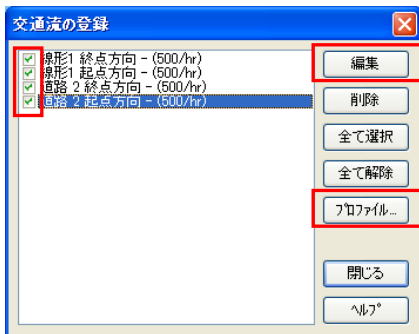 交通流の登録
線形1 終点方向 - (500/hr)
線形1 起点方向 - (500/hr)
道路 2 終点方向 - (500/hr)
道路 2 起点方向 - (500/hr)
編集
削除
全て選択
全て解除
ﾌﾟﾛﾌｧｲﾙ...
閉じる
ﾍﾙﾌﾟ